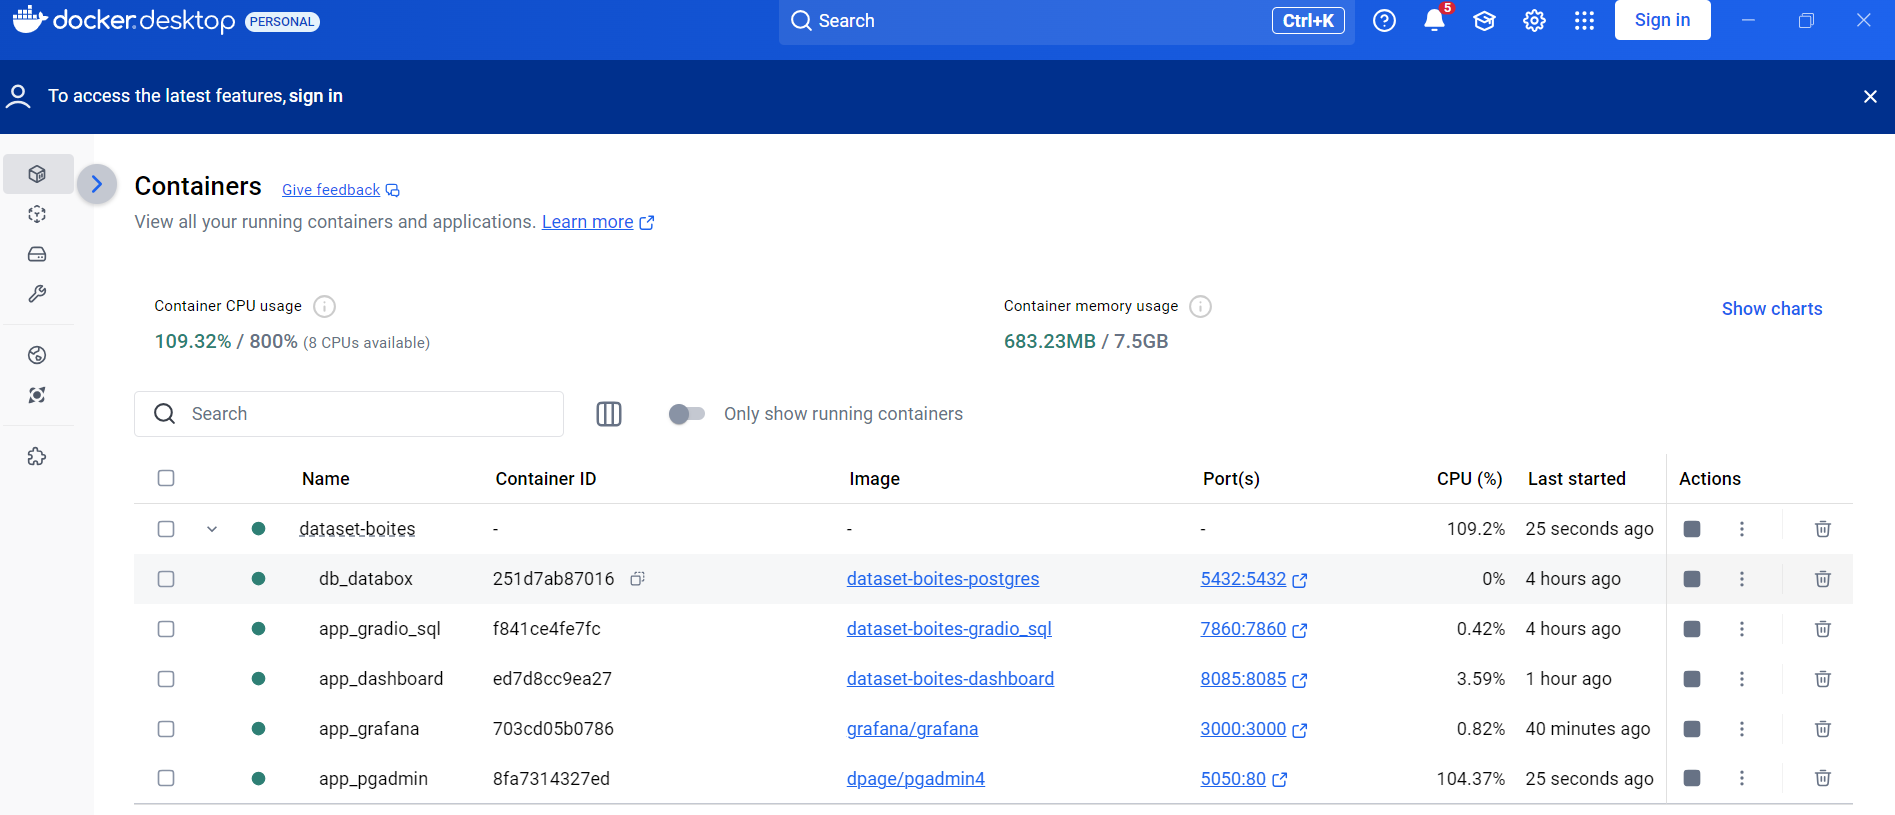 docker.desktop PERSONAL Search Ctrl+K 5 Sign in
To access the latest features, sign in
Containers Give feedback
View all your running containers and applications. Learn more
Container CPU usage
109.32% / 800% (8 CPUs available)
Container memory usage
683.23MB / 7.5GB
Show charts
Search Only show running containers
Name Container ID Image Port(s) CPU (%) Last started Actions
dataset-boites - - - 109.2% 25 seconds ago
db_databox 251d7ab87016 dataset-boites-postgres 5432:5432 0% 4 hours ago
app_gradio_sql f841ce4fe7fc dataset-boites-gradio_sql 7860:7860 0.42% 4 hours ago
app_dashboard ed7d8cc9ea27 dataset-boites-dashboard 8085:8085 3.59% 1 hour ago
app_grafana 703cd05b0786 grafana/grafana 3000:3000 0.82% 40 minutes ago
app_pgadmin 8fa7314327ed dpage/pgadmin4 5050:80 104.37% 25 seconds ago